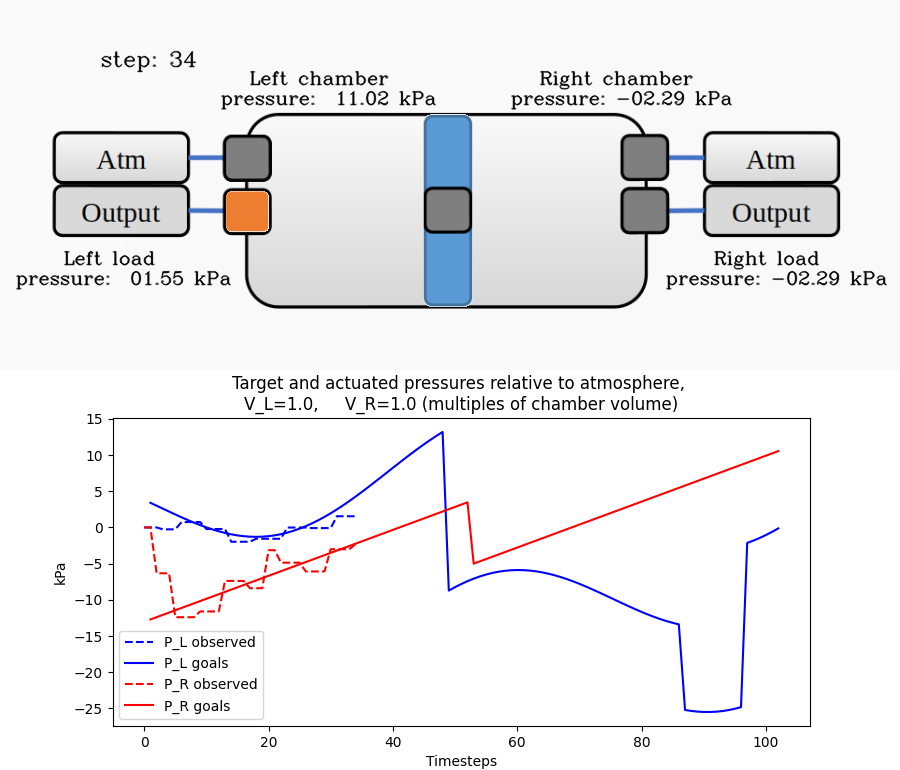 step: 34
Left chamber
pressure:  11.02 kPa
Right chamber
pressure: −02.29 kPa
Atm
Output
Atm
Output
Left load
pressure:  01.55 kPa
Right load
pressure: −02.29 kPa
Target and actuated pressures relative to atmosphere,
V_L=1.0,     V_R=1.0 (multiples of chamber volume)
15
10
5
0
−5
−10
−15
−20
−25
kPa
P_L observed
P_L goals
P_R observed
P_R goals
0 20 40 60 80 100
Timesteps